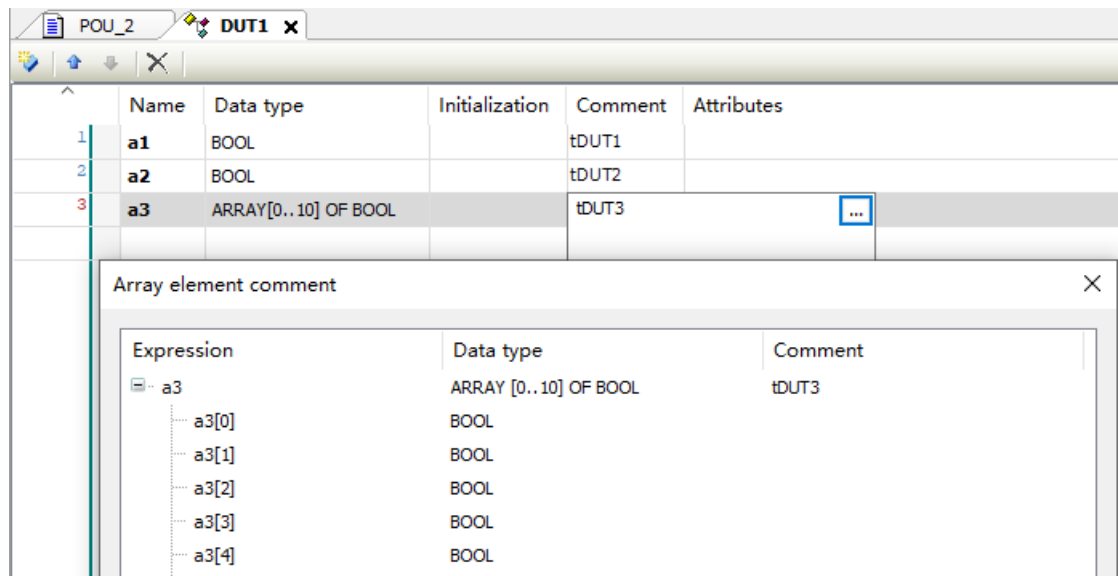 POU_2 DUT1
Name Data type Initialization Comment Attributes
1 a1 BOOL tDUT1
2 a2 BOOL tDUT2
3 a3 ARRAY[0..10] OF BOOL tDUT3 ...
Array element comment
Expression Data type Comment
a3 ARRAY [0..10] OF BOOL tDUT3
a3[0] BOOL
a3[1] BOOL
a3[2] BOOL
a3[3] BOOL
a3[4] BOOL